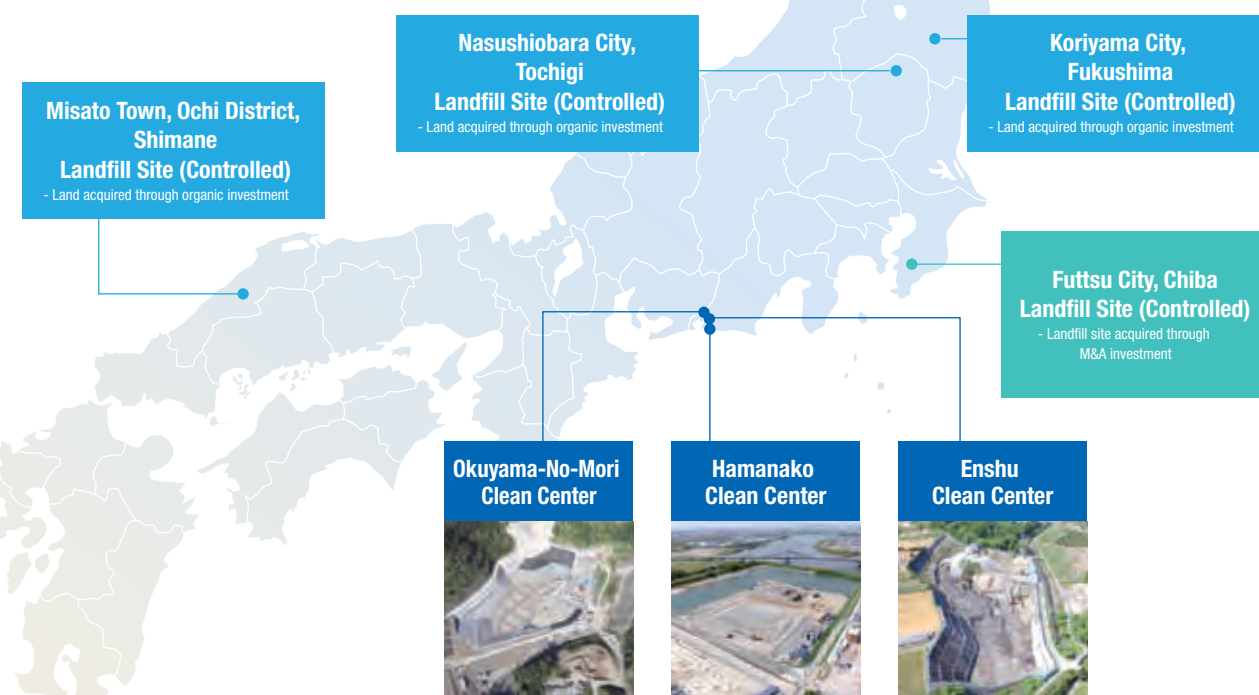 Nasushiobara City,
Tochigi
Landfill Site (Controlled)
- Land acquired through organic investment
Koriyama City,
Fukushima
Landfill Site (Controlled)
- Land acquired through organic investment
Misato Town, Ochi District,
Shimane
Landfill Site (Controlled)
- Land acquired through organic investment
Futtsu City, Chiba
Landfill Site (Controlled)
- Landfill site acquired through
M&A investment
Okuyama-No-Mori
Clean Center
Hamanako
Clean Center
Enshu
Clean Center